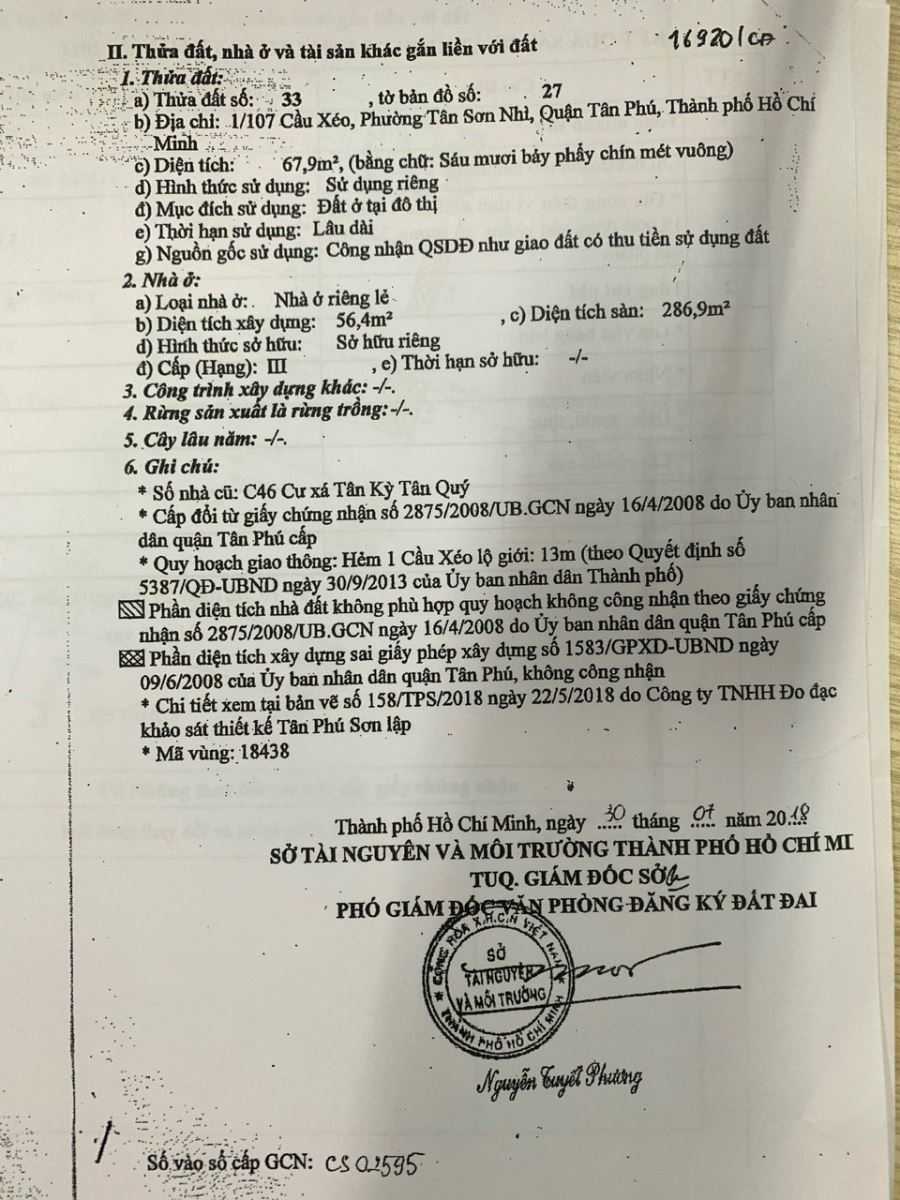 16920/CD
II. Thửa đất, nhà ở và tài sản khác gắn liền với đất
1. Thửa đất:
a) Thửa đất số: 33 , tờ bản đồ số: 27
b) Địa chỉ: 1/107 Cầu Xéo, Phường Tân Sơn Nhì, Quận Tân Phú, Thành phố Hồ Chí
Minh
c) Diện tích: 67,9m², (bằng chữ: Sáu mươi bảy phẩy chín mét vuông)
d) Hình thức sử dụng: Sử dụng riêng
đ) Mục đích sử dụng: Đất ở tại đô thị
e) Thời hạn sử dụng: Lâu dài
g) Nguồn gốc sử dụng: Công nhận QSDĐ như giao đất có thu tiền sử dụng đất
2. Nhà ở:
a) Loại nhà ở: Nhà ở riêng lẻ
b) Diện tích xây dựng: 56,4m² , c) Diện tích sàn: 286,9m²
d) Hình thức sở hữu: Sở hữu riêng
đ) Cấp (Hạng): III , e) Thời hạn sở hữu: -/-
3. Công trình xây dựng khác: -/-.
4. Rừng sản xuất là rừng trồng:-/-.
5. Cây lâu năm: -/-.
6. Ghi chú:
* Số nhà cũ: C46 Cư xá Tân Kỳ Tân Quý
* Cấp đổi từ giấy chứng nhận số 2875/2008/UB.GCN ngày 16/4/2008 do Ủy ban nhân
dân quận Tân Phú cấp
* Quy hoạch giao thông: Hẻm 1 Cầu Xéo lộ giới: 13m (theo Quyết định số
5387/QĐ-UBND ngày 30/9/2013 của Ủy ban nhân dân Thành phố)
Phần diện tích nhà đất không phù hợp quy hoạch không công nhận theo giấy chứng
nhận số 2875/2008/UB.GCN ngày 16/4/2008 do Ủy ban nhân dân quận Tân Phú cấp
Phần diện tích xây dựng sai giấy phép xây dựng số 1583/GPXD-UBND ngày
09/6/2008 của Ủy ban nhân dân quận Tân Phú, không công nhận
* Chi tiết xem tại bản vẽ số 158/TPS/2018 ngày 22/5/2018 do Công ty TNHH Đo đạc
khảo sát thiết kế Tân Phú Sơn lập
* Mã vùng: 18438
Thành phố Hồ Chí Minh, ngày 30 tháng 07 năm 2018
SỞ TÀI NGUYÊN VÀ MÔI TRƯỜNG THÀNH PHỐ HỒ CHÍ MI
TUQ. GIÁM ĐỐC SỞ
PHÓ GIÁM ĐỐC VĂN PHÒNG ĐĂNG KÝ ĐẤT ĐAI
CỘNG HÒA X.H.C.N VIỆT NAM
SỞ
TÀI NGUYÊN
VÀ MÔI TRƯỜNG
THÀNH PHỐ HỒ CHÍ MINH
Nguyễn Tuyết Phương
Số vào sổ cấp GCN: CS02595